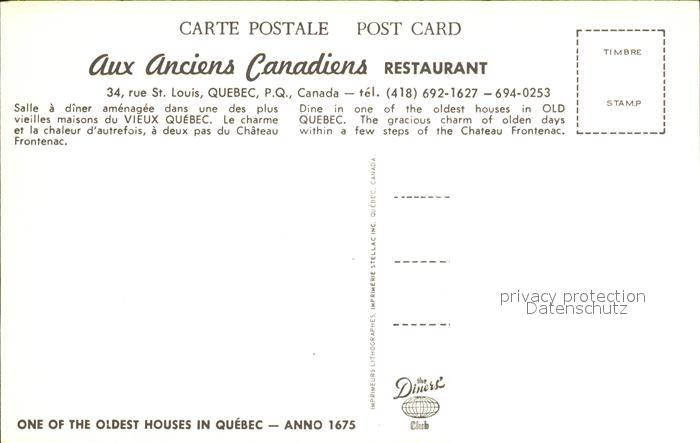 CARTE POSTALE POST CARD
TIMBRE
STAMP
Aux Anciens Canadiens RESTAURANT
34, rue St. Louis, QUEBEC, P.Q., Canada — tél. (418) 692-1627 – 694-0253
Salle à dîner aménagée dans une des plus
vieilles maisons du VIEUX QUÉBEC. Le charme
et la chaleur d'autrefois, à deux pas du Château
Frontenac.
Dine in one of the oldest houses in OLD
QUEBEC. The gracious charm of olden days
within a few steps of the Chateau Frontenac.
IMPRIMEURS LITHOGRAPHES, IMPRIMERIE STELLAC INC. QUÉBEC, CANADA.
privacy protection
Datenschutz
the
Diners'
Club
ONE OF THE OLDEST HOUSES IN QUÉBEC — ANNO 1675